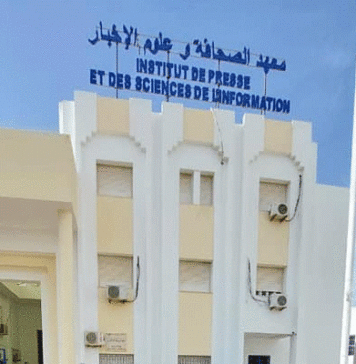 معهد الصحافة و علوم الإخبار
INSTITUT DE PRESSE
ET DES SCIENCES DE L'INFORMATION